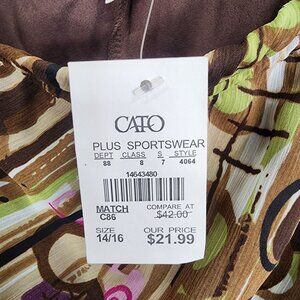 CATO
PLUS SPORTSWEAR
DEPT CLASS S STYLE
88 8 7 4064
14643480
MATCH COMPARE AT
C86 $42.00
SIZE OUR PRICE
14/16 $21.99